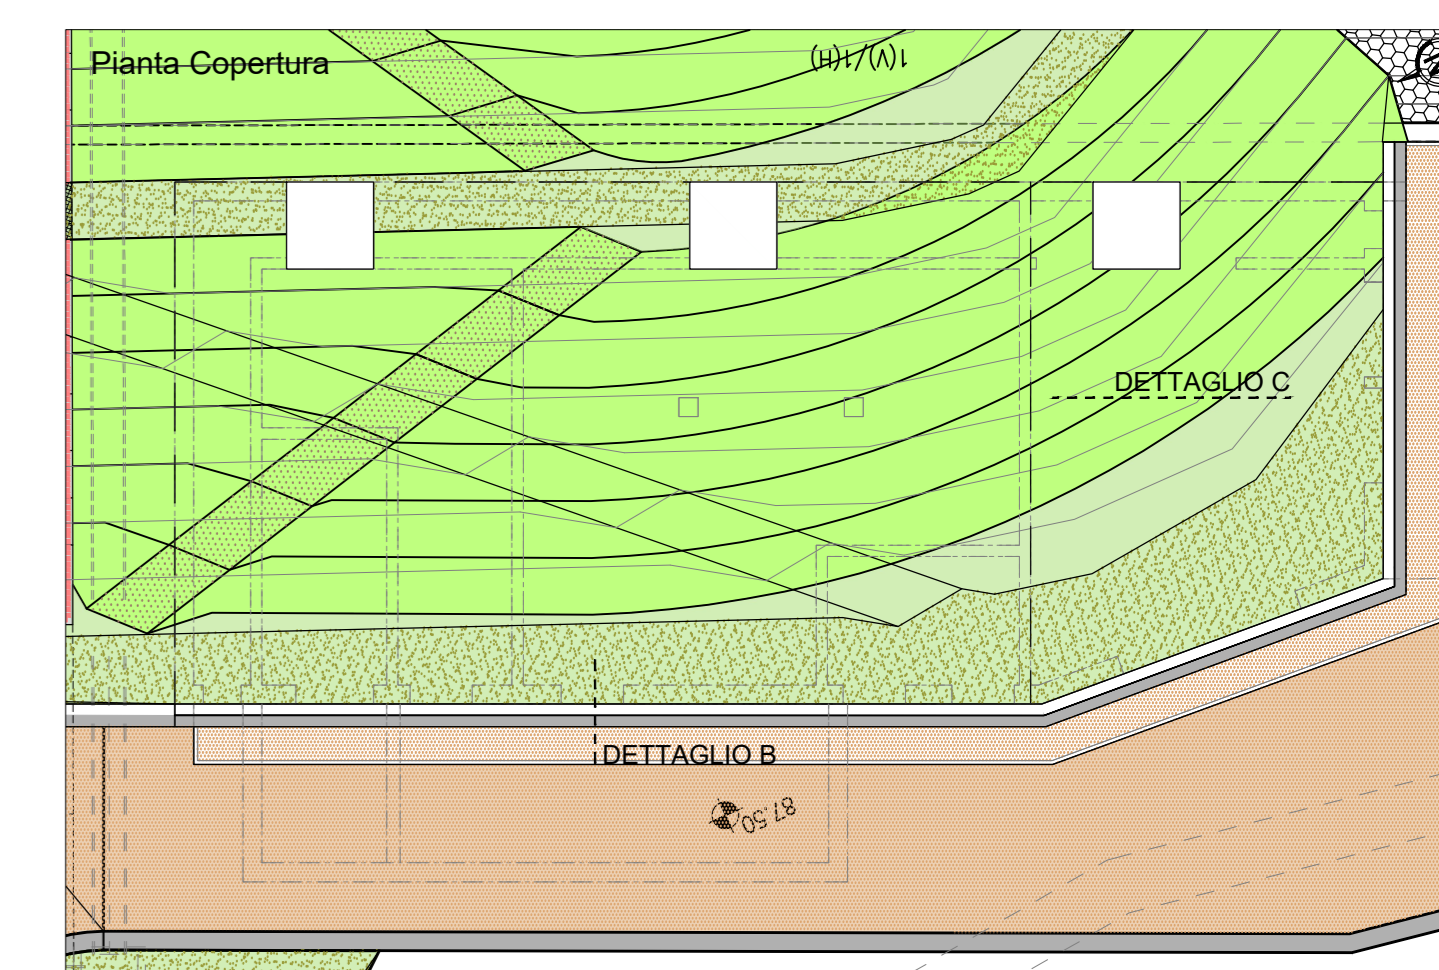 Pianta Copertura
1(V)/1(H)
DETTAGLIO C
DETTAGLIO B
87.50